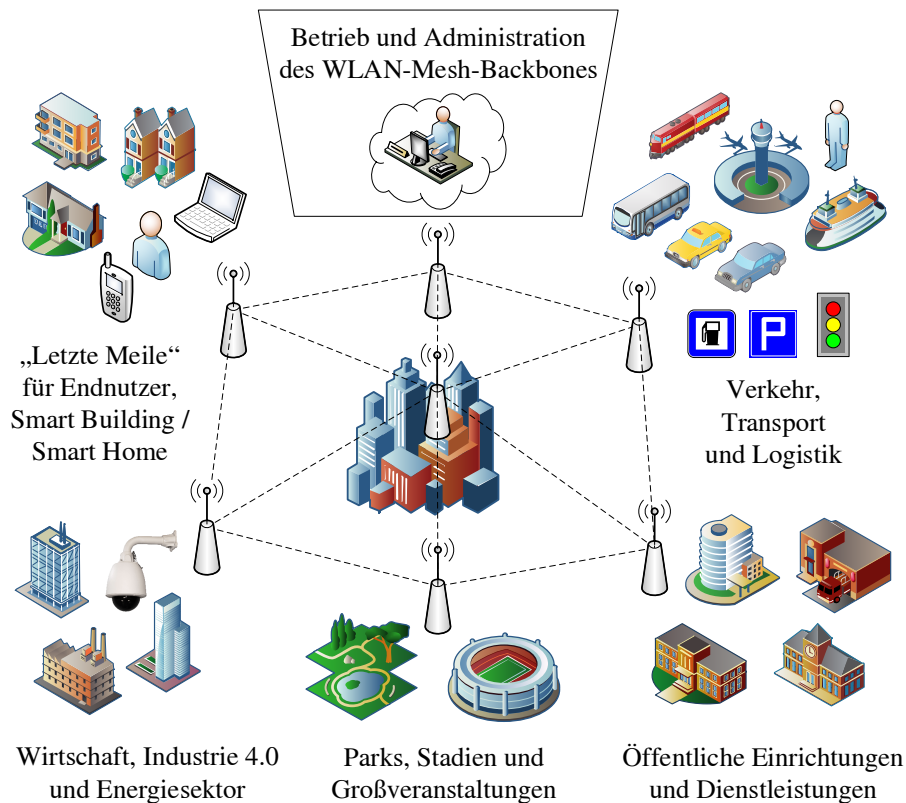 Betrieb und Administration
des WLAN-Mesh-Backbones
„Letzte Meile“
für Endnutzer,
Smart Building /
Smart Home
P
Verkehr,
Transport
und Logistik
Wirtschaft, Industrie 4.0
und Energiesektor
Parks, Stadien und
Großveranstaltungen
Öffentliche Einrichtungen
und Dienstleistungen